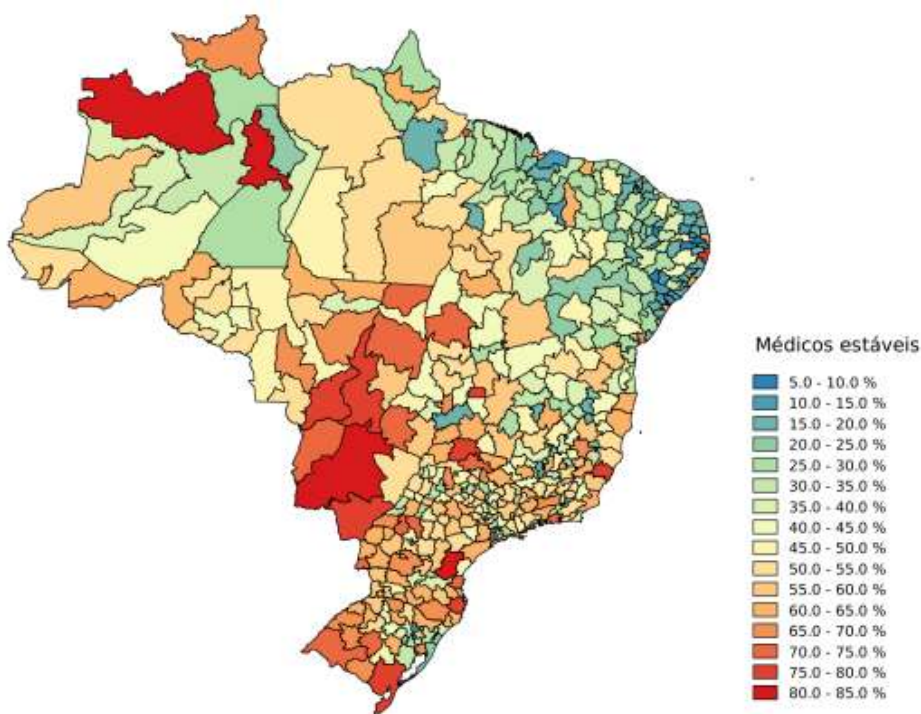 Médicos estáveis
5.0 - 10.0 %
10.0 - 15.0 %
15.0 - 20.0 %
20.0 - 25.0 %
25.0 - 30.0 %
30.0 - 35.0 %
35.0 - 40.0 %
40.0 - 45.0 %
45.0 - 50.0 %
50.0 - 55.0 %
55.0 - 60.0 %
60.0 - 65.0 %
65.0 - 70.0 %
70.0 - 75.0 %
75.0 - 80.0 %
80.0 - 85.0 %